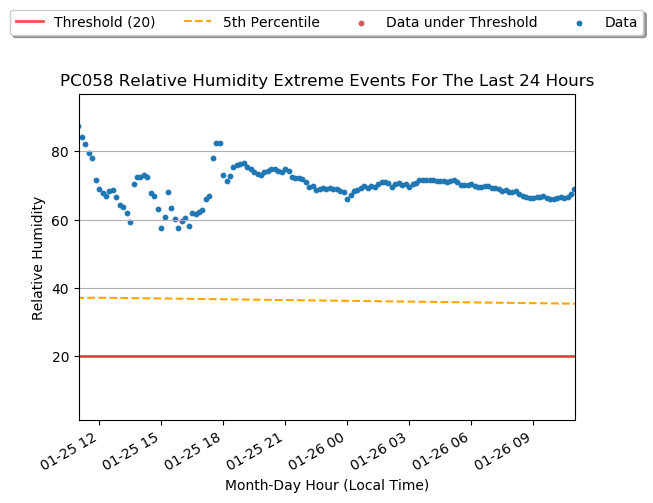 Threshold (20) 5th Percentile Data under Threshold Data
PC058 Relative Humidity Extreme Events For The Last 24 Hours
Relative Humidity
80
60
40
20
01-25 12 01-25 15 01-25 18 01-25 21 01-26 00 01-26 03 01-26 06 01-26 09
Month-Day Hour (Local Time)